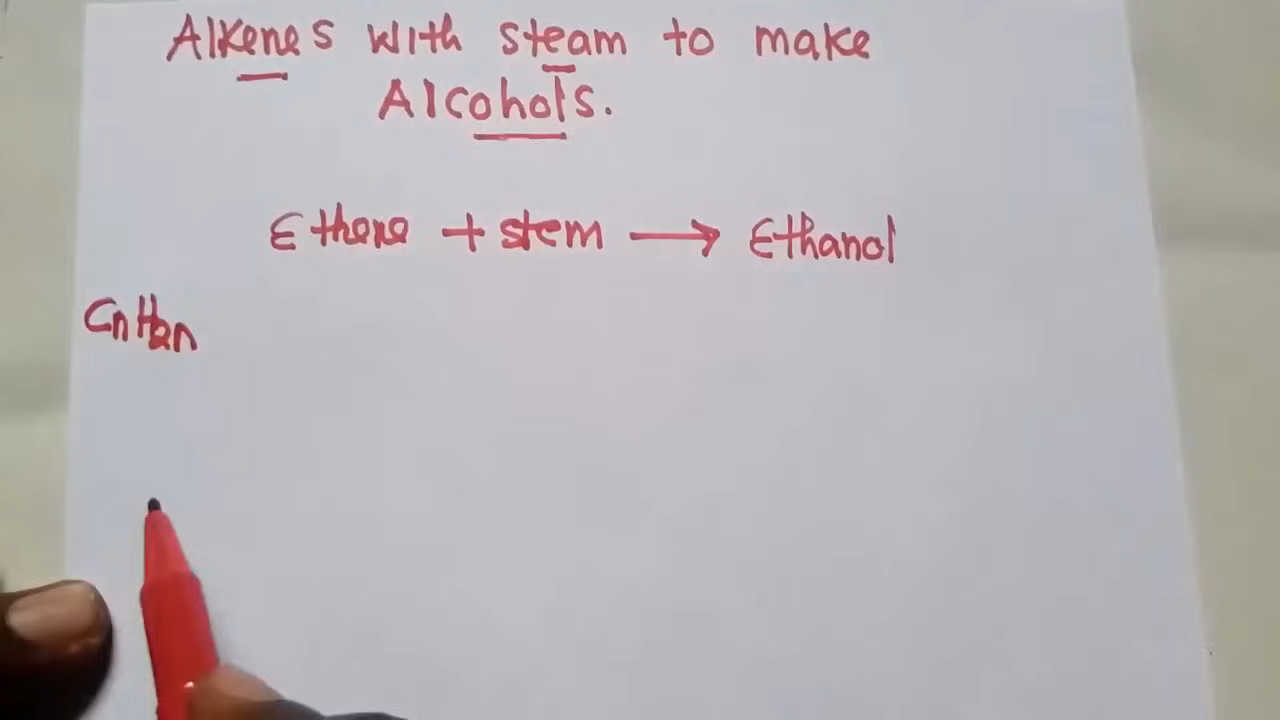 Alkenes with steam to make
Alcohols.
Ethene + stem → Ethanol
CnH2n